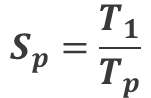 S_p = T_1 / T_p